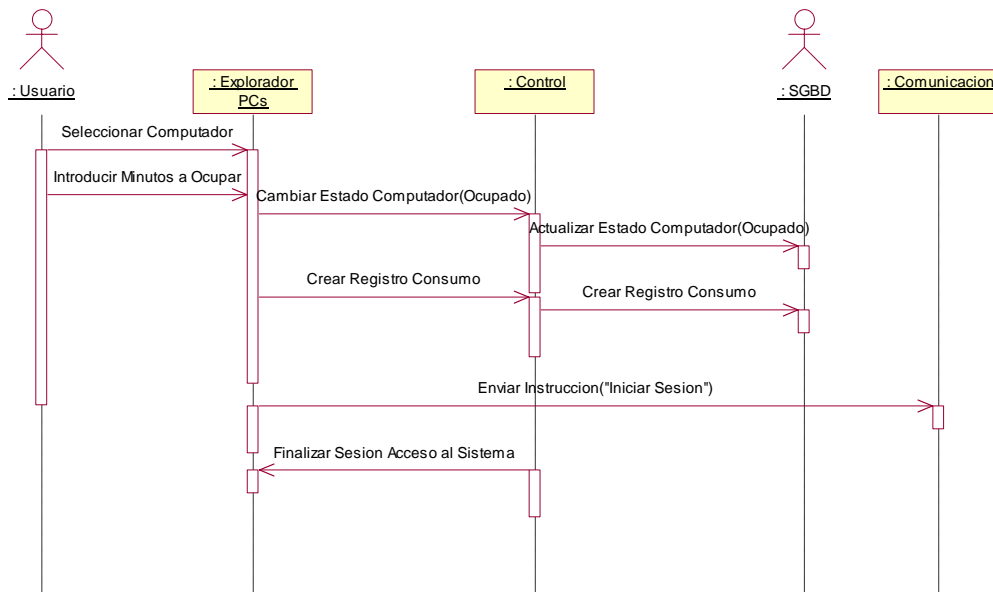 : Usuario
: Explorador
PCs
: Control
: SGBD
: Comunicacion
Seleccionar Computador
Introducir Minutos a Ocupar
Cambiar Estado Computador(Ocupado)
Actualizar Estado Computador(Ocupado)
Crear Registro Consumo
Crear Registro Consumo
Enviar Instruccion("Iniciar Sesion")
Finalizar Sesion Acceso al Sistema